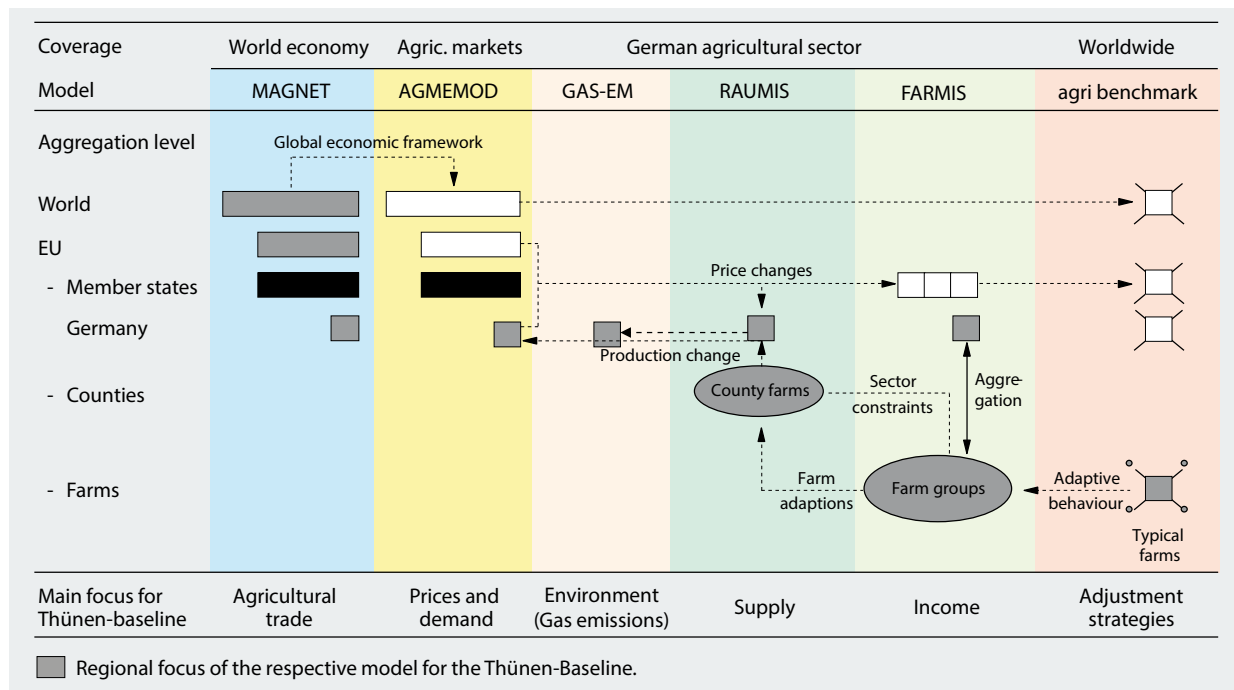 Coverage World economy Agric. markets German agricultural sector Worldwide
Model MAGNET AGMEMOD GAS-EM RAUMIS FARMIS agri benchmark
Aggregation level
Global economic framework
World
EU
Price changes
- Member states
Germany
Production change
- Counties
County farms
Sector
constraints
Aggre-
gation
- Farms
Farm
adaptions
Farm groups
Adaptive
behaviour
Typical
farms
Main focus for
Thünen-baseline
Agricultural
trade
Prices and
demand
Environment
(Gas emissions)
Supply
Income
Adjustment
strategies
Regional focus of the respective model for the Thünen-Baseline.